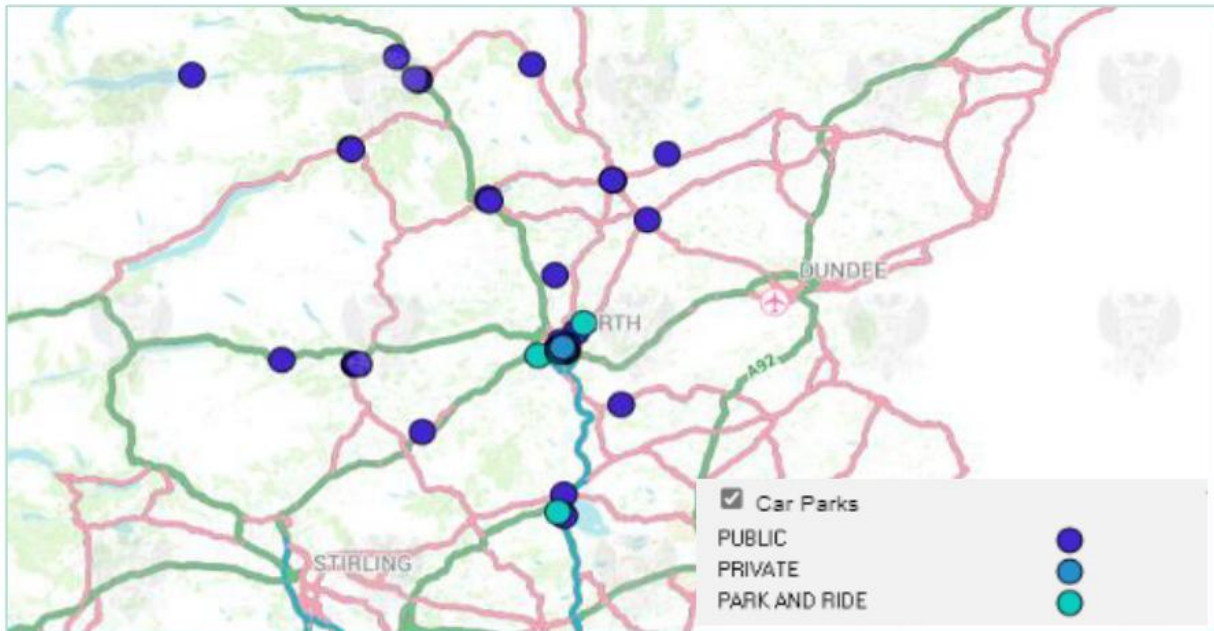 DUNDEE
RTH
A92
STIRLING
Car Parks
PUBLIC
PRIVATE
PARK AND RIDE